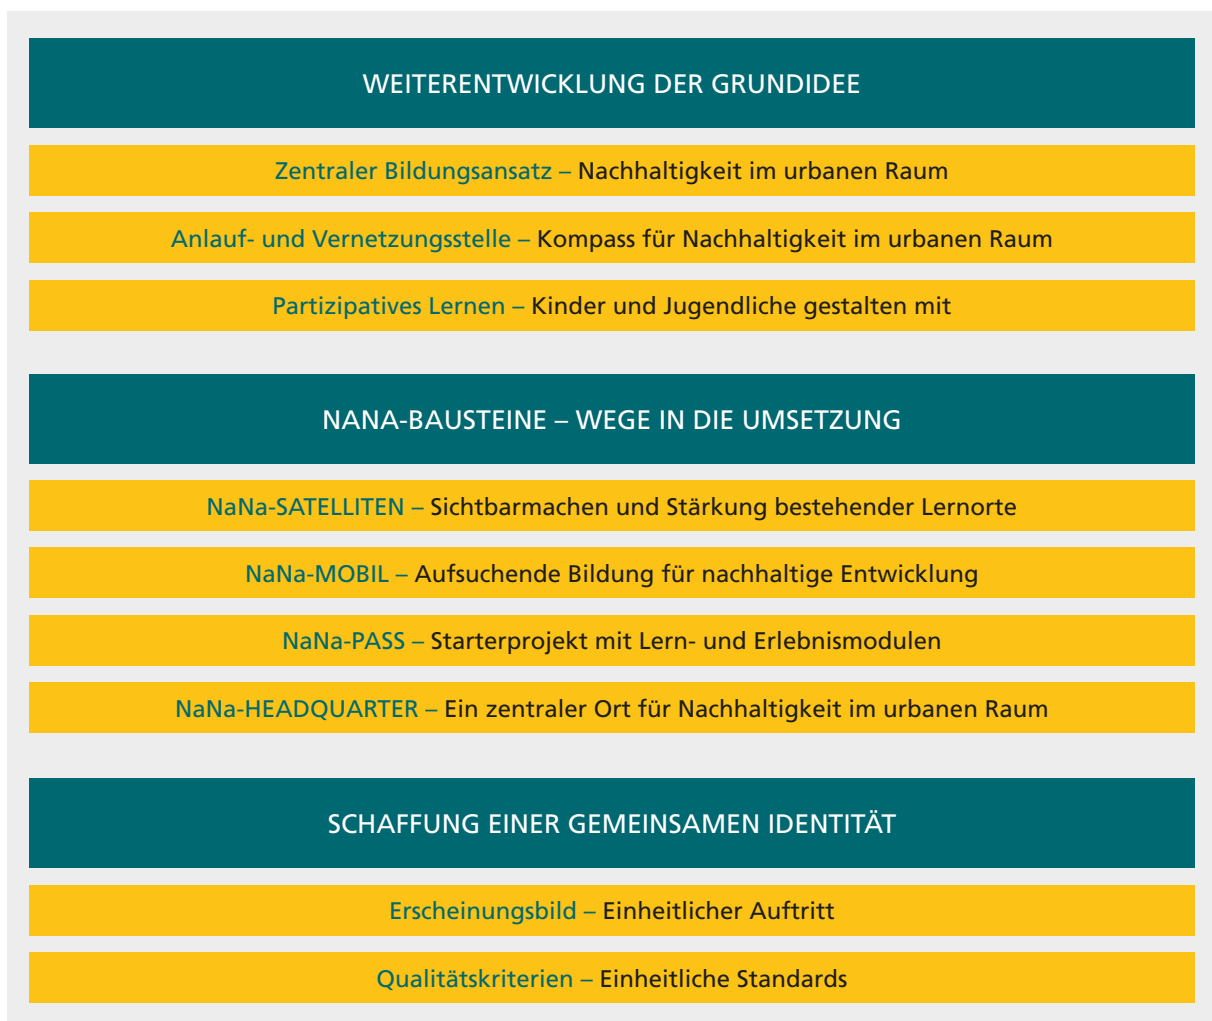 WEITERENTWICKLUNG DER GRUNDIDEE
Zentraler Bildungsansatz – Nachhaltigkeit im urbanen Raum
Anlauf- und Vernetzungsstelle – Kompass für Nachhaltigkeit im urbanen Raum
Partizipatives Lernen – Kinder und Jugendliche gestalten mit
NANA-BAUSTEINE – WEGE IN DIE UMSETZUNG
NaNa-SATELLITEN – Sichtbarmachen und Stärkung bestehender Lernorte
NaNa-MOBIL – Aufsuchende Bildung für nachhaltige Entwicklung
NaNa-PASS – Starterprojekt mit Lern- und Erlebnismodulen
NaNa-HEADQUARTER – Ein zentraler Ort für Nachhaltigkeit im urbanen Raum
SCHAFFUNG EINER GEMEINSAMEN IDENTITÄT
Erscheinungsbild – Einheitlicher Auftritt
Qualitätskriterien – Einheitliche Standards